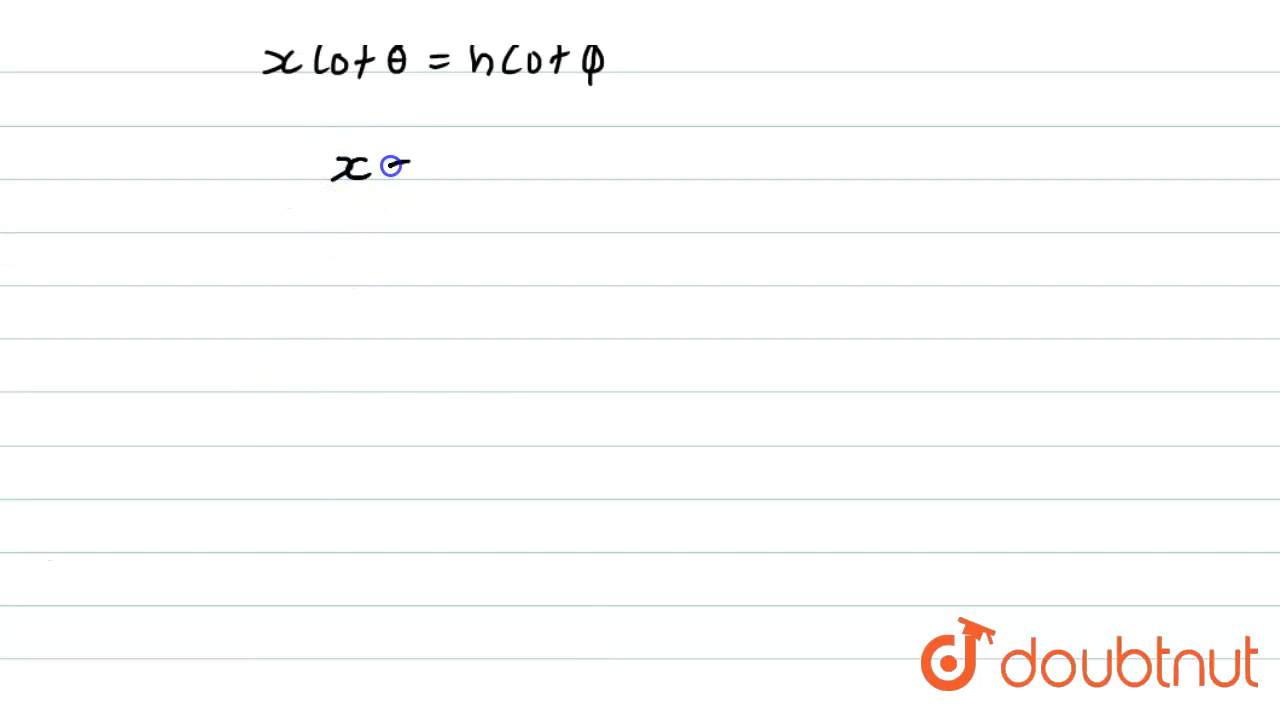 x cot θ = h cot φ
x
doubtnut